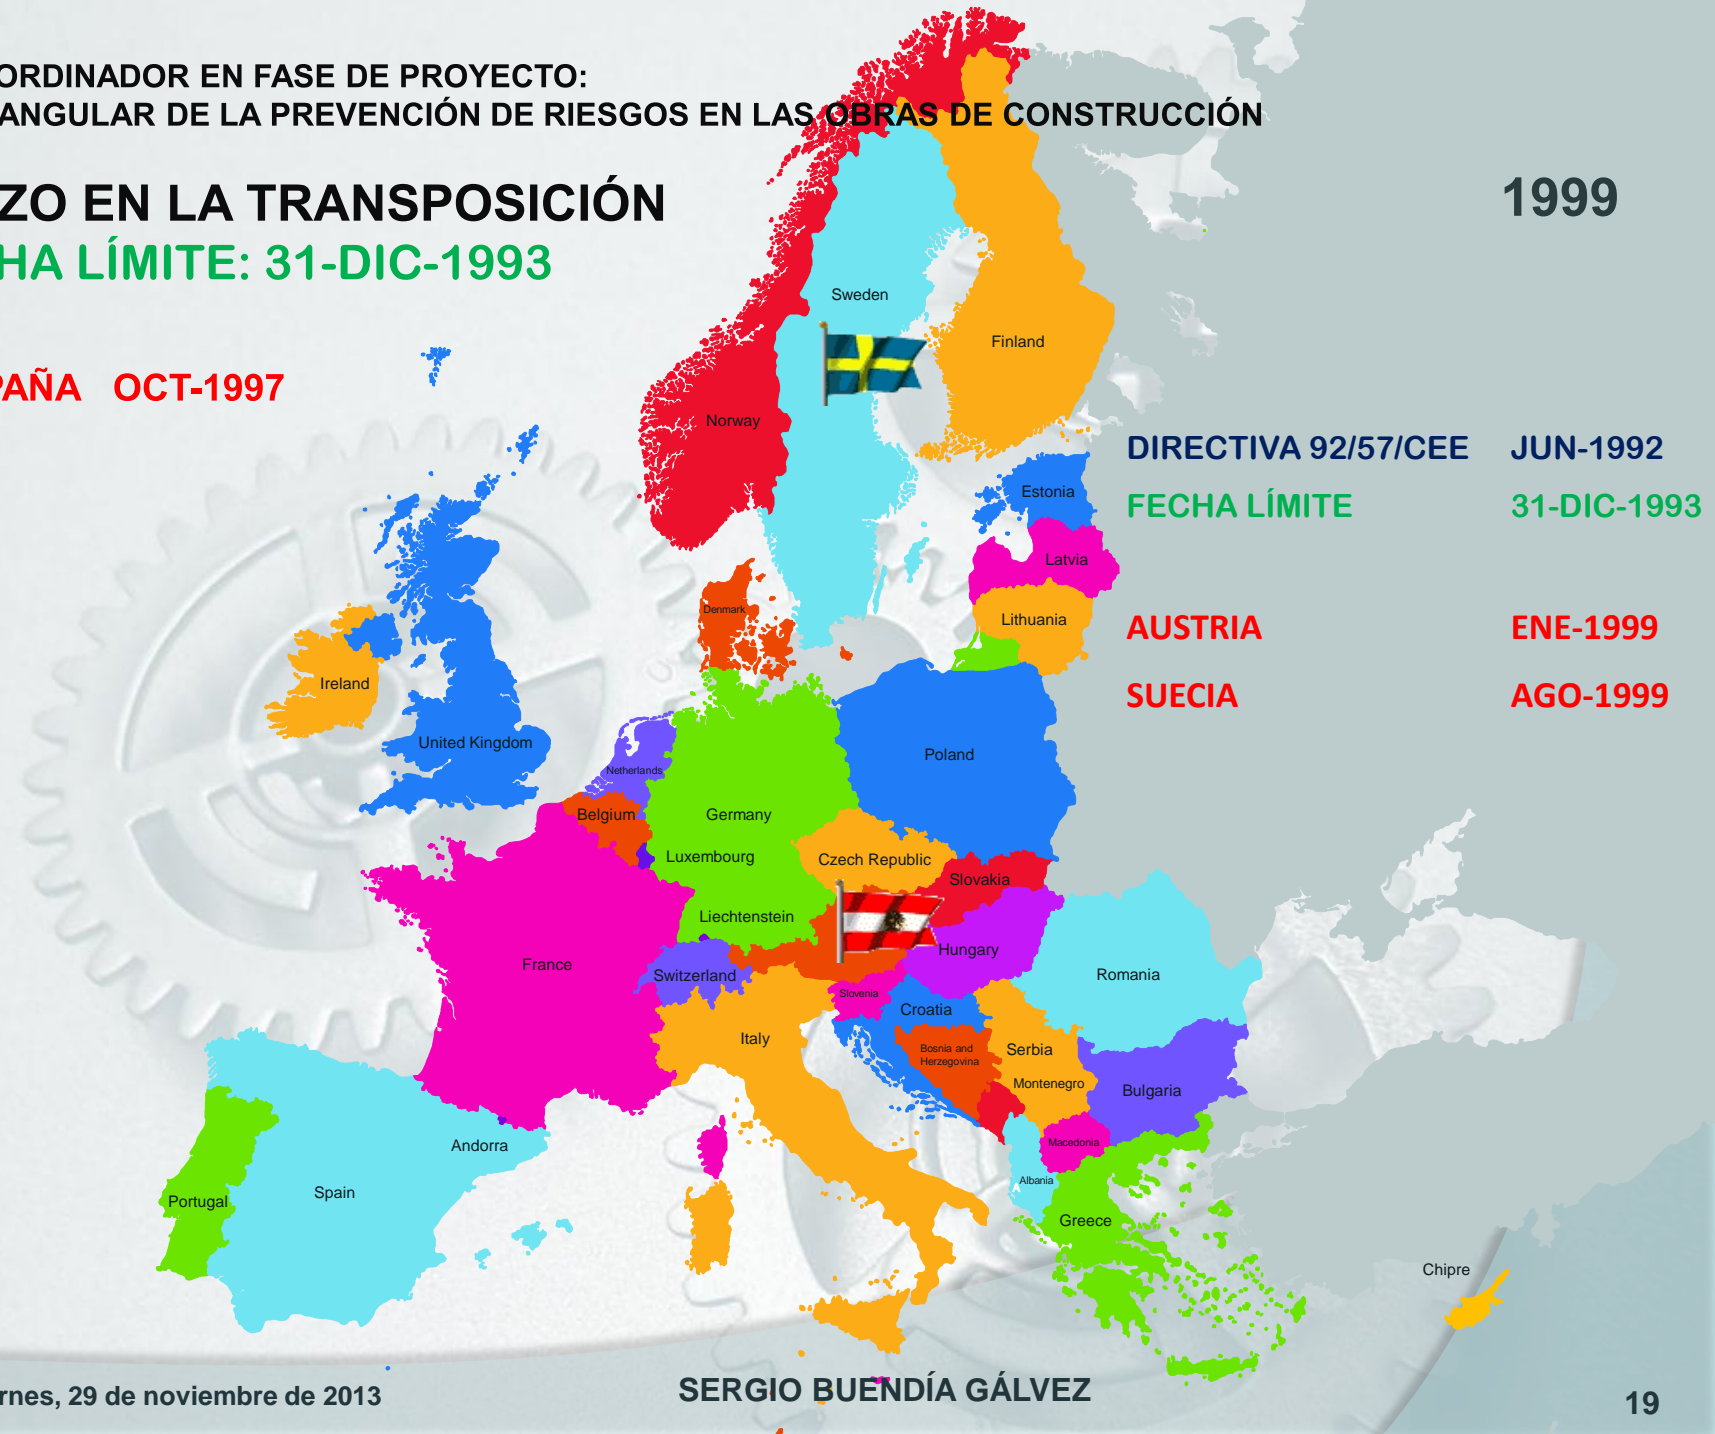 ORDINADOR EN FASE DE PROYECTO:
ANGULAR DE LA PREVENCIÓN DE RIESGOS EN LAS OBRAS DE CONSTRUCCIÓN
ZO EN LA TRANSPOSICIÓN
1999
HA LÍMITE: 31-DIC-1993
PAÑA OCT-1997
DIRECTIVA 92/57/CEE JUN-1992
FECHA LÍMITE 31-DIC-1993
AUSTRIA ENE-1999
SUECIA AGO-1999
Sweden
Finland
Norway
Estonia
Latvia
Denmark
Lithuania
Ireland
United Kingdom
Poland
Netherlands
Belgium
Germany
Luxembourg
Czech Republic
Slovakia
Liechtenstein
Hungary
France
Switzerland
Romania
Slovenia
Croatia
Italy
Bosnia and
Herzegovina
Serbia
Montenegro
Bulgaria
Andorra
Macedonia
Albania
Spain
Portugal
Greece
Chipre
rnes, 29 de noviembre de 2013
SERGIO BUENDÍA GÁLVEZ
19